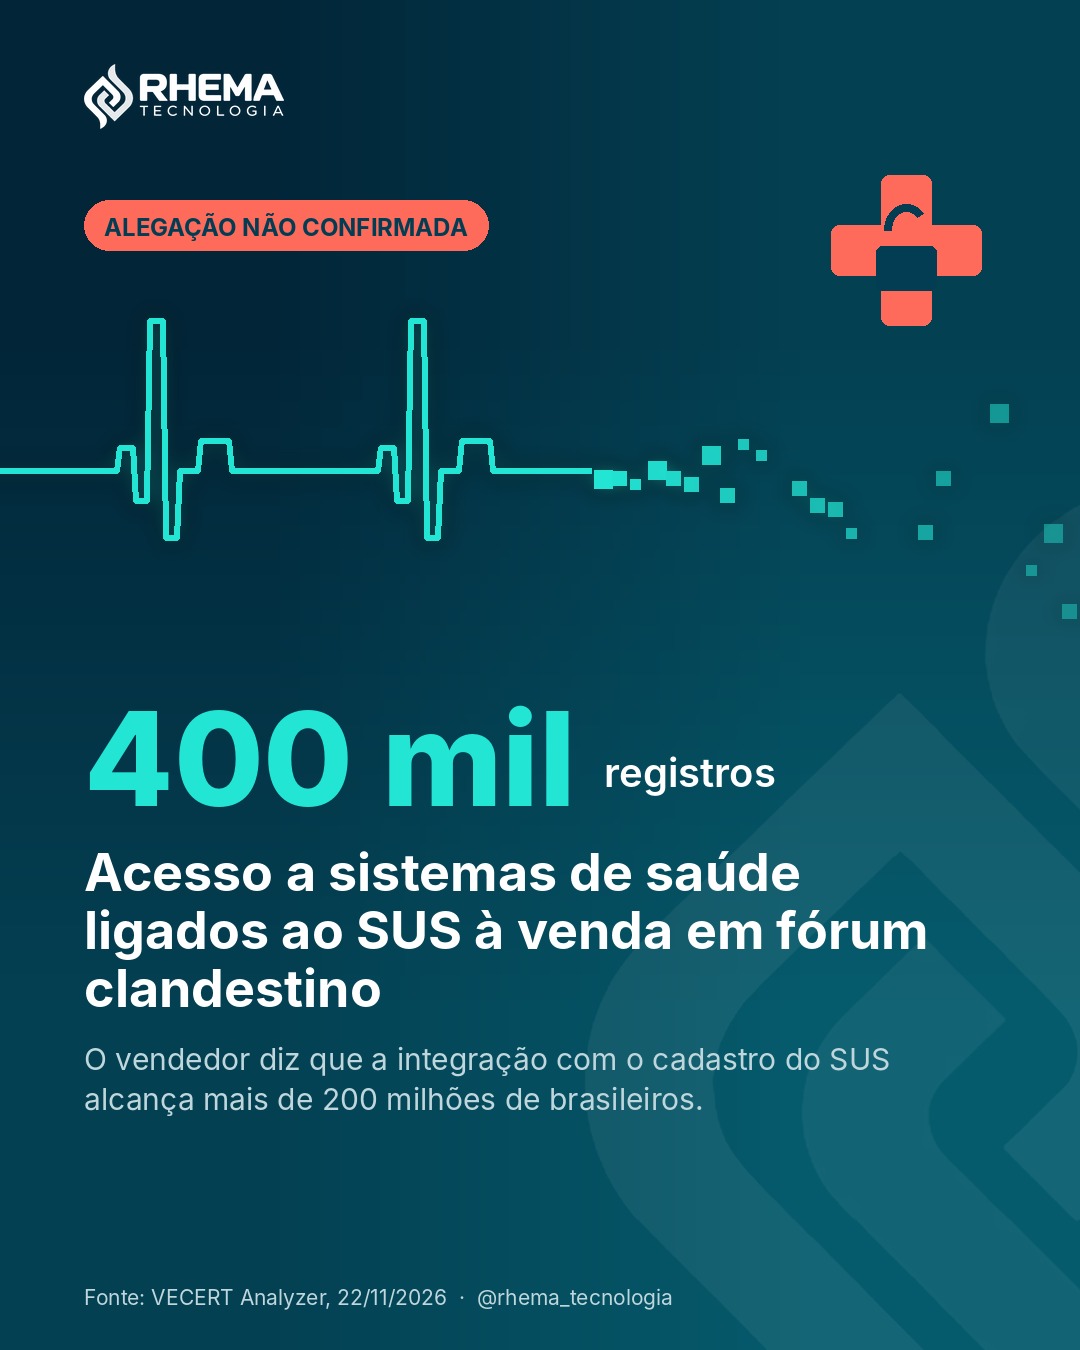 RHEMA
TECNOLOGIA
ALEGAÇÃO NÃO CONFIRMADA
400 mil registros
Acesso a sistemas de saúde
ligados ao SUS à venda em fórum
clandestino
O vendedor diz que a integração com o cadastro do SUS
alcança mais de 200 milhões de brasileiros.
Fonte: VECERT Analyzer, 22/11/2026 · @rhema_tecnologia